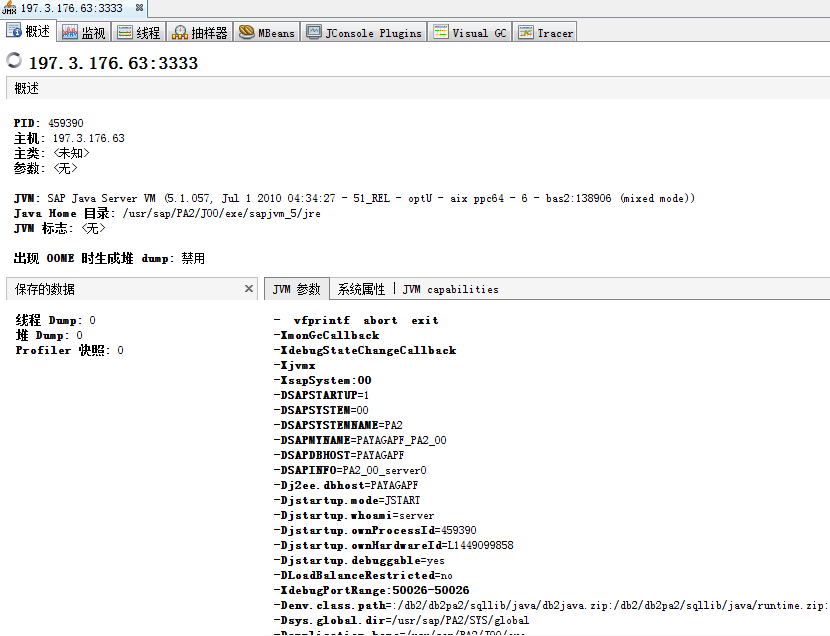 JMX 197.3.176.63:3333
概述 监视 线程 抽样器 MBeans JConsole Plugins Visual GC Tracer
197.3.176.63:3333
概述
PID: 459390
主机: 197.3.176.63
主类: <未知>
参数: <无>
JVM: SAP Java Server VM (5.1.057, Jul 1 2010 04:34:27 - 51_REL - optU - aix ppc64 - 6 - bas2:138906 (mixed mode))
Java Home 目录: /usr/sap/PA2/J00/exe/sapjvm_5/jre
JVM 标志: <无>
出现 OOME 时生成堆 dump: 禁用
保存的数据
线程 Dump: 0
堆 Dump: 0
Profiler 快照: 0
JVM 参数 系统属性 JVM capabilities
- vfprintf abort exit
-XmonGcCallback
-XdebugStateChangeCallback
-Xjvmx
-XsapSystem:00
-DSAPSTARTUP=1
-DSAPSYSTEM=00
-DSAPSYSTEMNAME=PA2
-DSAPMYNAME=PAYAGAPF_PA2_00
-DSAPDBHOST=PAYAGAPF
-DSAPINFO=PA2_00_server0
-Dj2ee.dbhost=PAYAGAPF
-Djstartup.mode=JSTART
-Djstartup.whoami=server
-Djstartup.ownProcessId=459390
-Djstartup.ownHardwareId=L1449099858
-Djstartup.debuggable=yes
-DLoadBalanceRestricted=no
-XdebugPortRange:50026-50026
-Denv.class.path=:/db2/db2pa2/sqllib/java/db2java.zip:/db2/db2pa2/sqllib/java/runtime.zip:
-Dsys.global.dir=/usr/sap/PA2/SYS/global